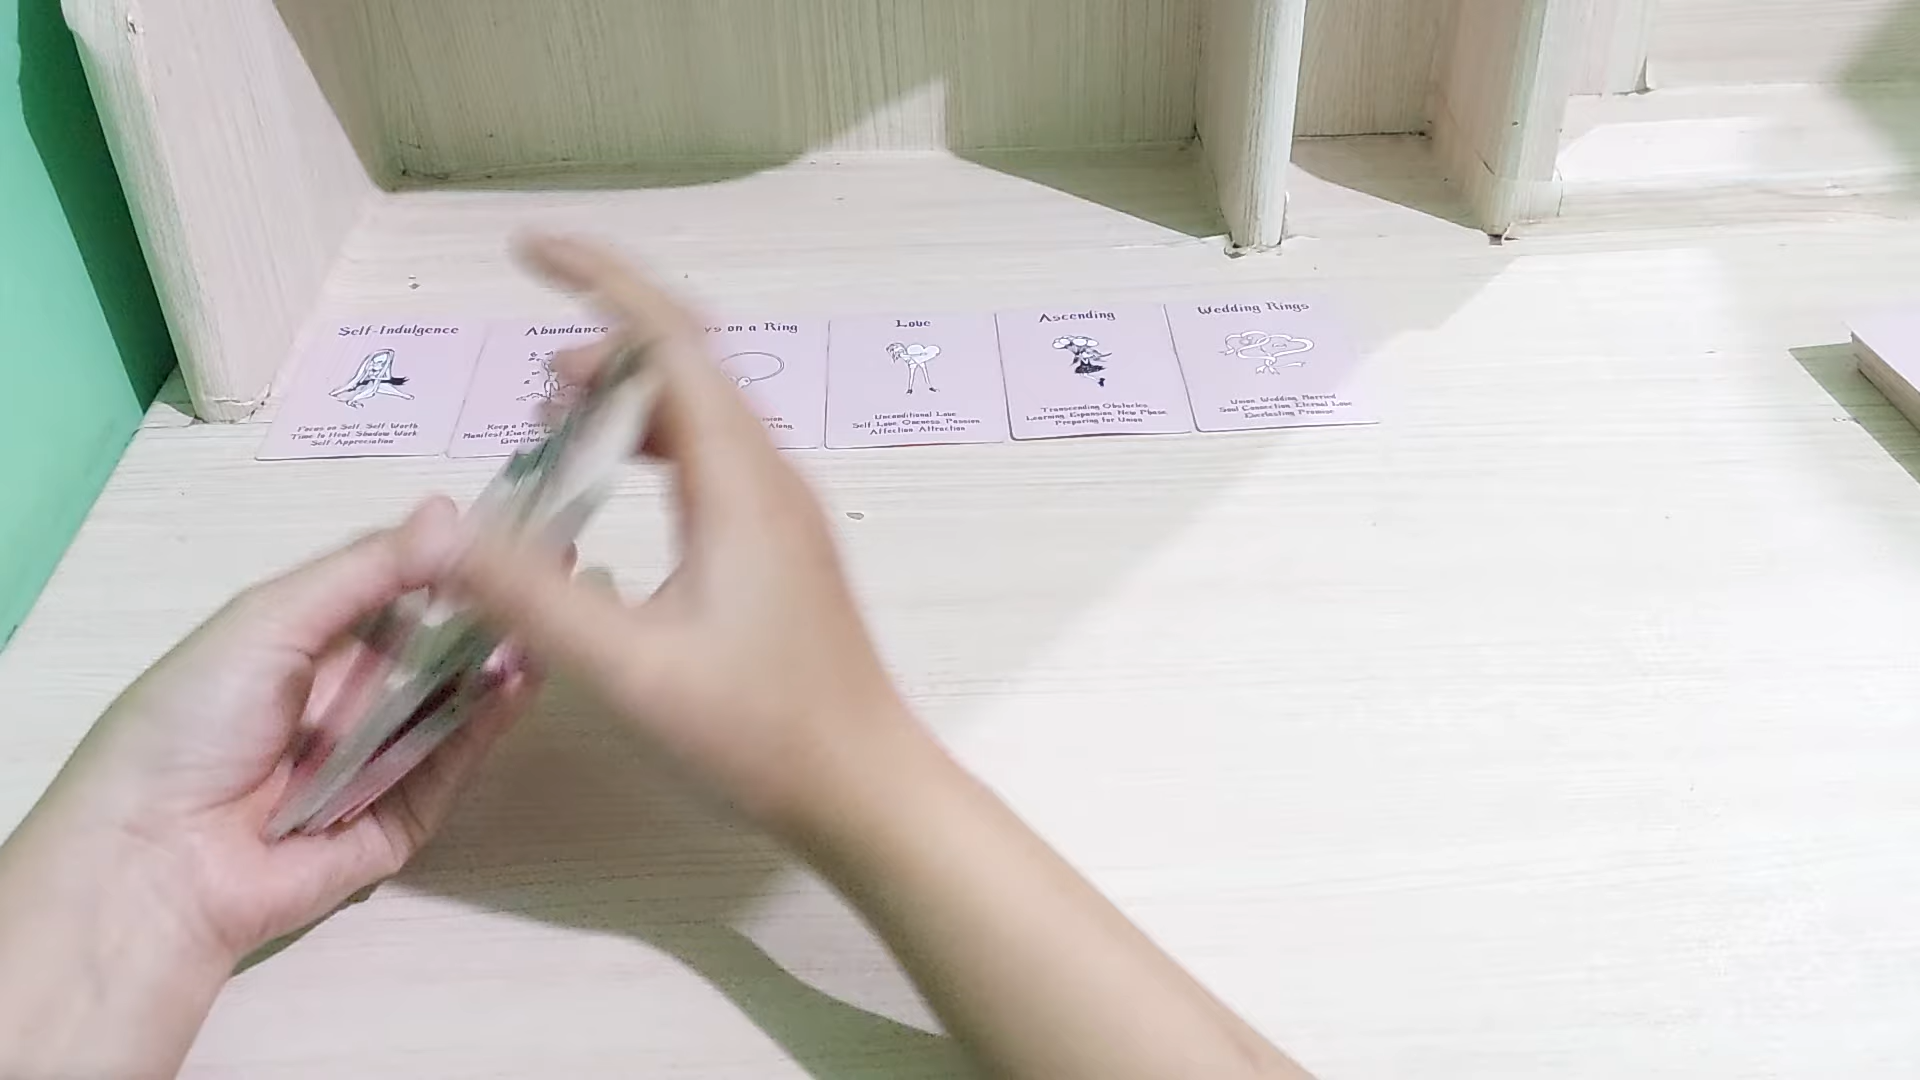 Self-Indulgence
Focus on Self, Self Worth
Time to Heal, Shadow Work
Self Appreciation
Abundance
Keep a
Manifest Exactly
Gratitude
on a Ring
Along
Love
Unconditional Love
Self Love, Oneness, Passion
Affection, Attraction
Ascending
Transcending Obstacles
Learning, Expansion, New Phase
Preparing for Union
Wedding Rings
Union, Wedding, Married
Soul Connection, Eternal Love
Everlasting Promise